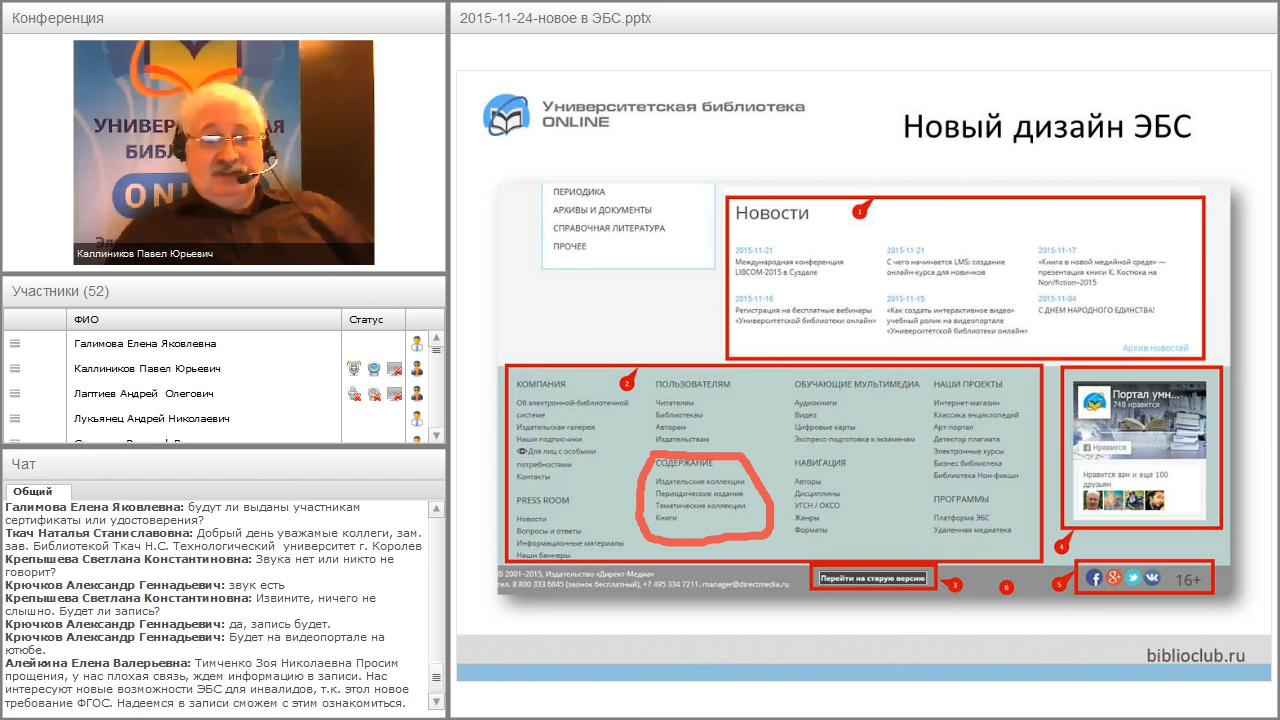 Конференция
УНИВЕРСИТЕТСКАЯ
ONLINE
Каллиников Павел Юрьевич
Участники (52)
ФИО
Статус
Галимова Елена Яковлевна
Каллиников Павел Юрьевич
Лаптиев Андрей Олегович
Лукьянец Андрей Николаевич
Чат
Общий
Галимова Елена Яковлевна: будут ли выданы участникам
сертификаты или удостоверения?
Ткач Наталья Станиславовна: Добрый день, уважамые коллеги, зам.
зав. Библиотекой Ткач Н.С. Технологический университет г. Королев
Крепышева Светлана Константиновна: Звука нет или никто не
говорит?
Крючков Александр Геннадьевич: звук есть
Крепышева Светлана Константиновна: Извините, ничего не
слышно. Будет ли запись?
Крючков Александр Геннадьевич: да, запись будет.
Крючков Александр Геннадьевич: Будет на видеопортале на
ютюбе.
Алейкина Елена Валерьевна: Тимченко Зоя Николаевна Просим
прощения, у нас плохая связь, ждем информацию в записи. Нас
интересуют новые возможности ЭБС для инвалидов, т.к. этол новое
требование ФГОС. Надеемся в записи сможем с этим ознакомиться.
2015-11-24-новое в ЭБС.pptx
Университетская библиотека
ONLINE
Новый дизайн ЭБС
ПЕРИОДИКА
АРХИВЫ И ДОКУМЕНТЫ
СПРАВОЧНАЯ ЛИТЕРАТУРА
ПРОЧЕЕ
Новости
1
2015-11-21
Международная конференция
LIBCOM-2015 в Суздале
2015-11-21
С чего начинается LMS: создание
онлайн-курса для новичков
2015-11-17
«Книга в новой медийной среде» —
презентация книги К. Костюка на
Non/fiction-2015
2015-11-16
Регистрация на бесплатные вебинары
«Университетской библиотеки онлайн»
2015-11-15
«Как создать интерактивное видео»
учебный ролик на видеопортале
«Университетской библиотеки онлайн»
2015-11-04
С ДНЕМ НАРОДНОГО ЕДИНСТВА!
Архив новостей
2
КОМПАНИЯ
Об электронной-библиотечной
системе
Издательская галерея
Наши подписчики
Для лиц с особыми
потребностями
Контакты
PRESS ROOM
Новости
Вопросы и ответы
Информационные материалы
Наши баннеры
ПОЛЬЗОВАТЕЛЯМ
Читателям
Библиотекам
Авторам
Издательствам
СОДЕРЖАНИЕ
Издательские коллекции
Периодические издания
Тематические коллекции
Книги
ОБУЧАЮЩИЕ МУЛЬТИМЕДИА
Аудиокниги
Видео
Цифровые карты
Экспресс-подготовка к экзаменам
НАВИГАЦИЯ
Авторы
Дисциплины
УГСН / ОКСО
Жанры
Форматы
НАШИ ПРОЕКТЫ
Интернет-магазин
Классика энциклопедий
Арт-портал
Детектор плагиата
Электронные курсы
Бизнес библиотека
Библиотека Нон-фикшн
ПРОГРАММЫ
Платформа ЭБС
Удаленная медиатека
Портал умн...
748 нравится
Нравится
Нравится вам и еще 100
друзьям
4
© 2001–2015, Издательство «Директ-Медиа»
тел. 8 800 333 6845 (звонок бесплатный), +7 495 334 7211. manager@directmedia.ru
Перейти на старую версию
3
6
5
16+
biblioclub.ru